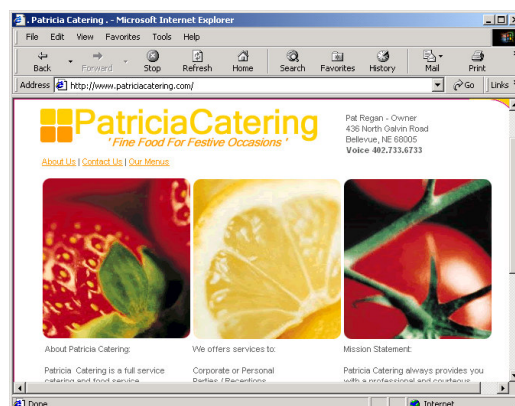 . Patricia Catering . - Microsoft Internet Explorer
File Edit View Favorites Tools Help
Back Forward Stop Refresh Home Search Favorites History Mail Print
Address http://www.patriciacatering.com/ Go Links
PatriciaCatering
' Fine Food For Festive Occasions '
Pat Regan - Owner
436 North Galvin Road
Bellevue, NE 68005
Voice 402.733.6733
About Us | Contact Us | Our Menus
About Patricia Catering:
Patricia Catering is a full service
catering and food service
We offers services to:
Corporate or Personal
Parties / Receptions
Mission Statement:
Patricia Catering always provides you
with a professional and courteous
Done Internet